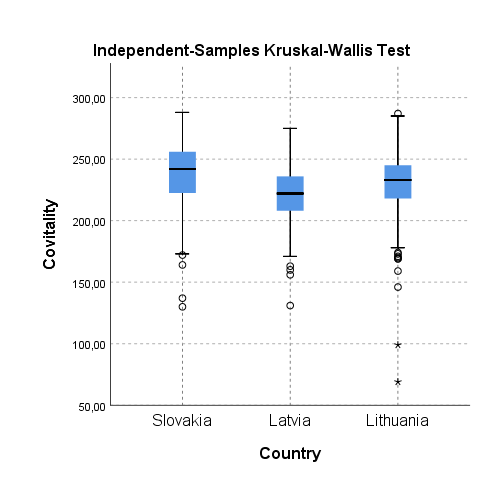 Independent-Samples Kruskal-Wallis Test
300,00
250,00
200,00
150,00
100,00
50,00
Covitality
Slovakia Latvia Lithuania
Country